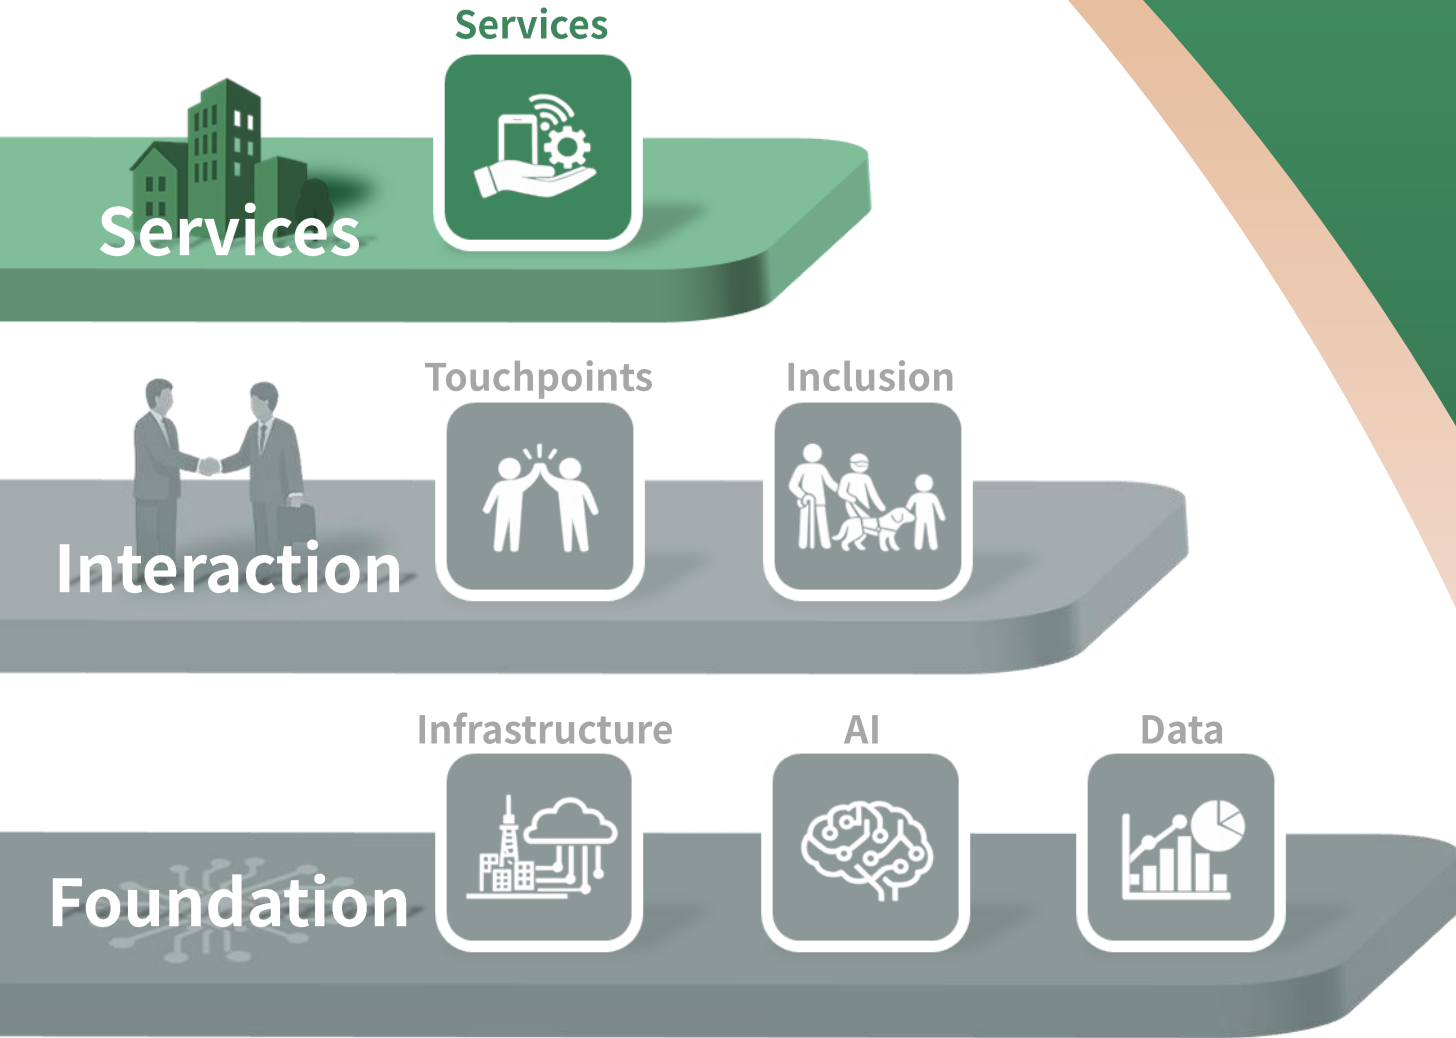 Services
Services
Touchpoints
Inclusion
Interaction
Infrastructure
AI
Data
Foundation